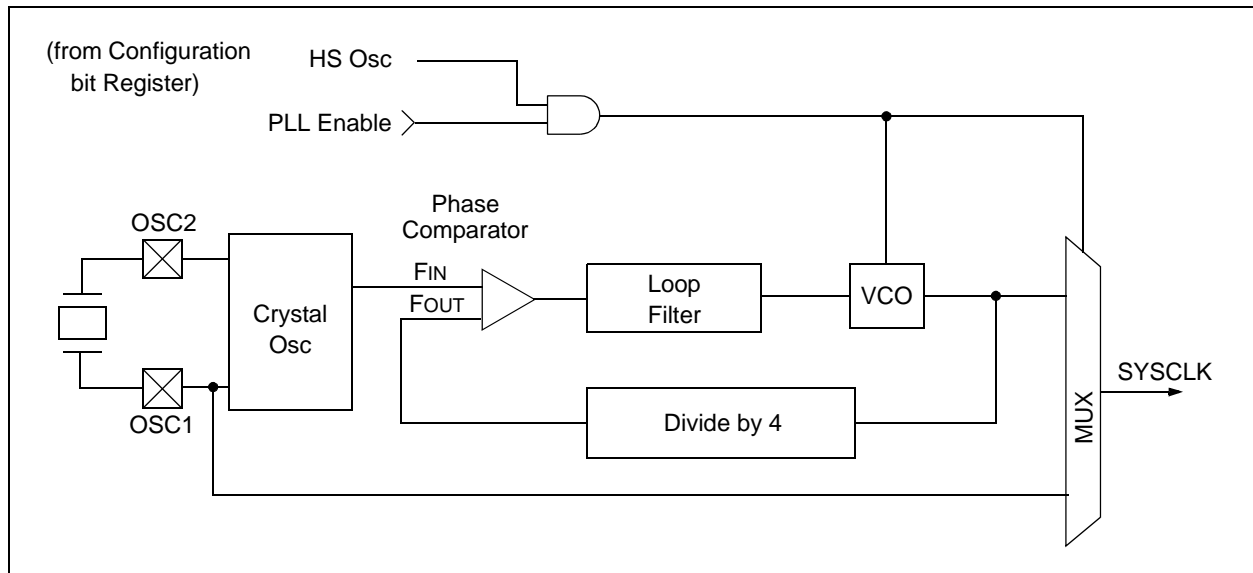 (from Configuration
bit Register)
HS Osc
PLL Enable
Phase
Comparator
OSC2
FIN
FOUT
Crystal
Osc
Loop
Filter
VCO
OSC1
Divide by 4
MUX
SYSCLK